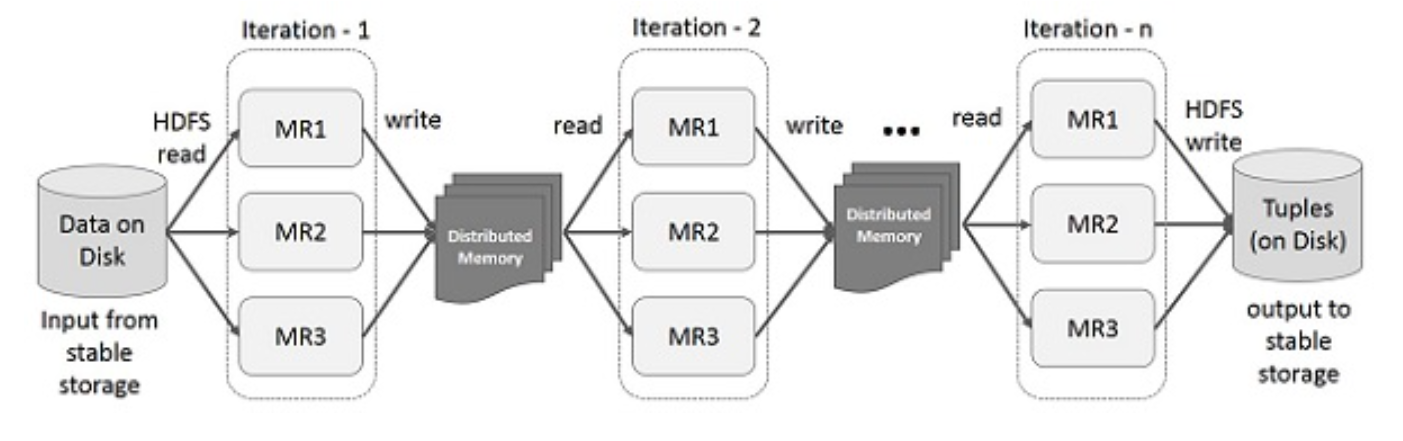 Iteration - 1
Iteration - 2
Iteration - n
HDFS
read
MR1
write
read
MR1
write
...
read
MR1
HDFS
write
Data on
Disk
MR2
Distributed
Memory
MR2
Distributed
Memory
MR2
Tuples
(on Disk)
Input from
stable
storage
MR3
MR3
MR3
output to
stable
storage